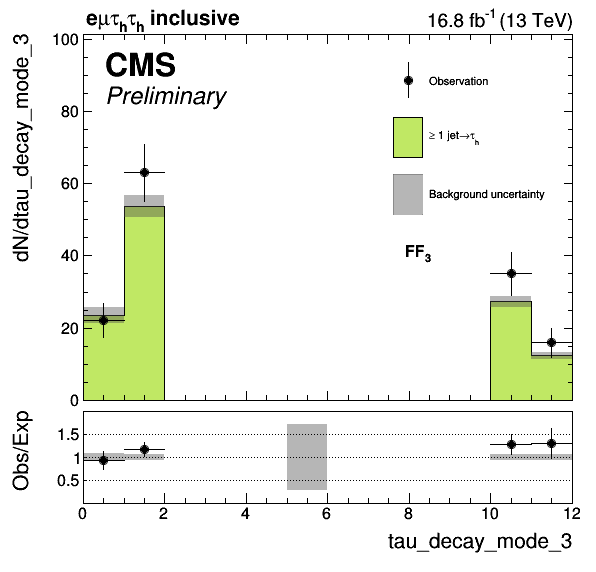 eμτₕτₕ inclusive
16.8 fb⁻¹ (13 TeV)
dN/dtau_decay_mode_3
100
80
60
40
20
0
CMS
Preliminary
Observation
≥ 1 jet→τₕ
Background uncertainty
FF₃
Obs/Exp
1.5
1
0.5
0 2 4 6 8 10 12
tau_decay_mode_3